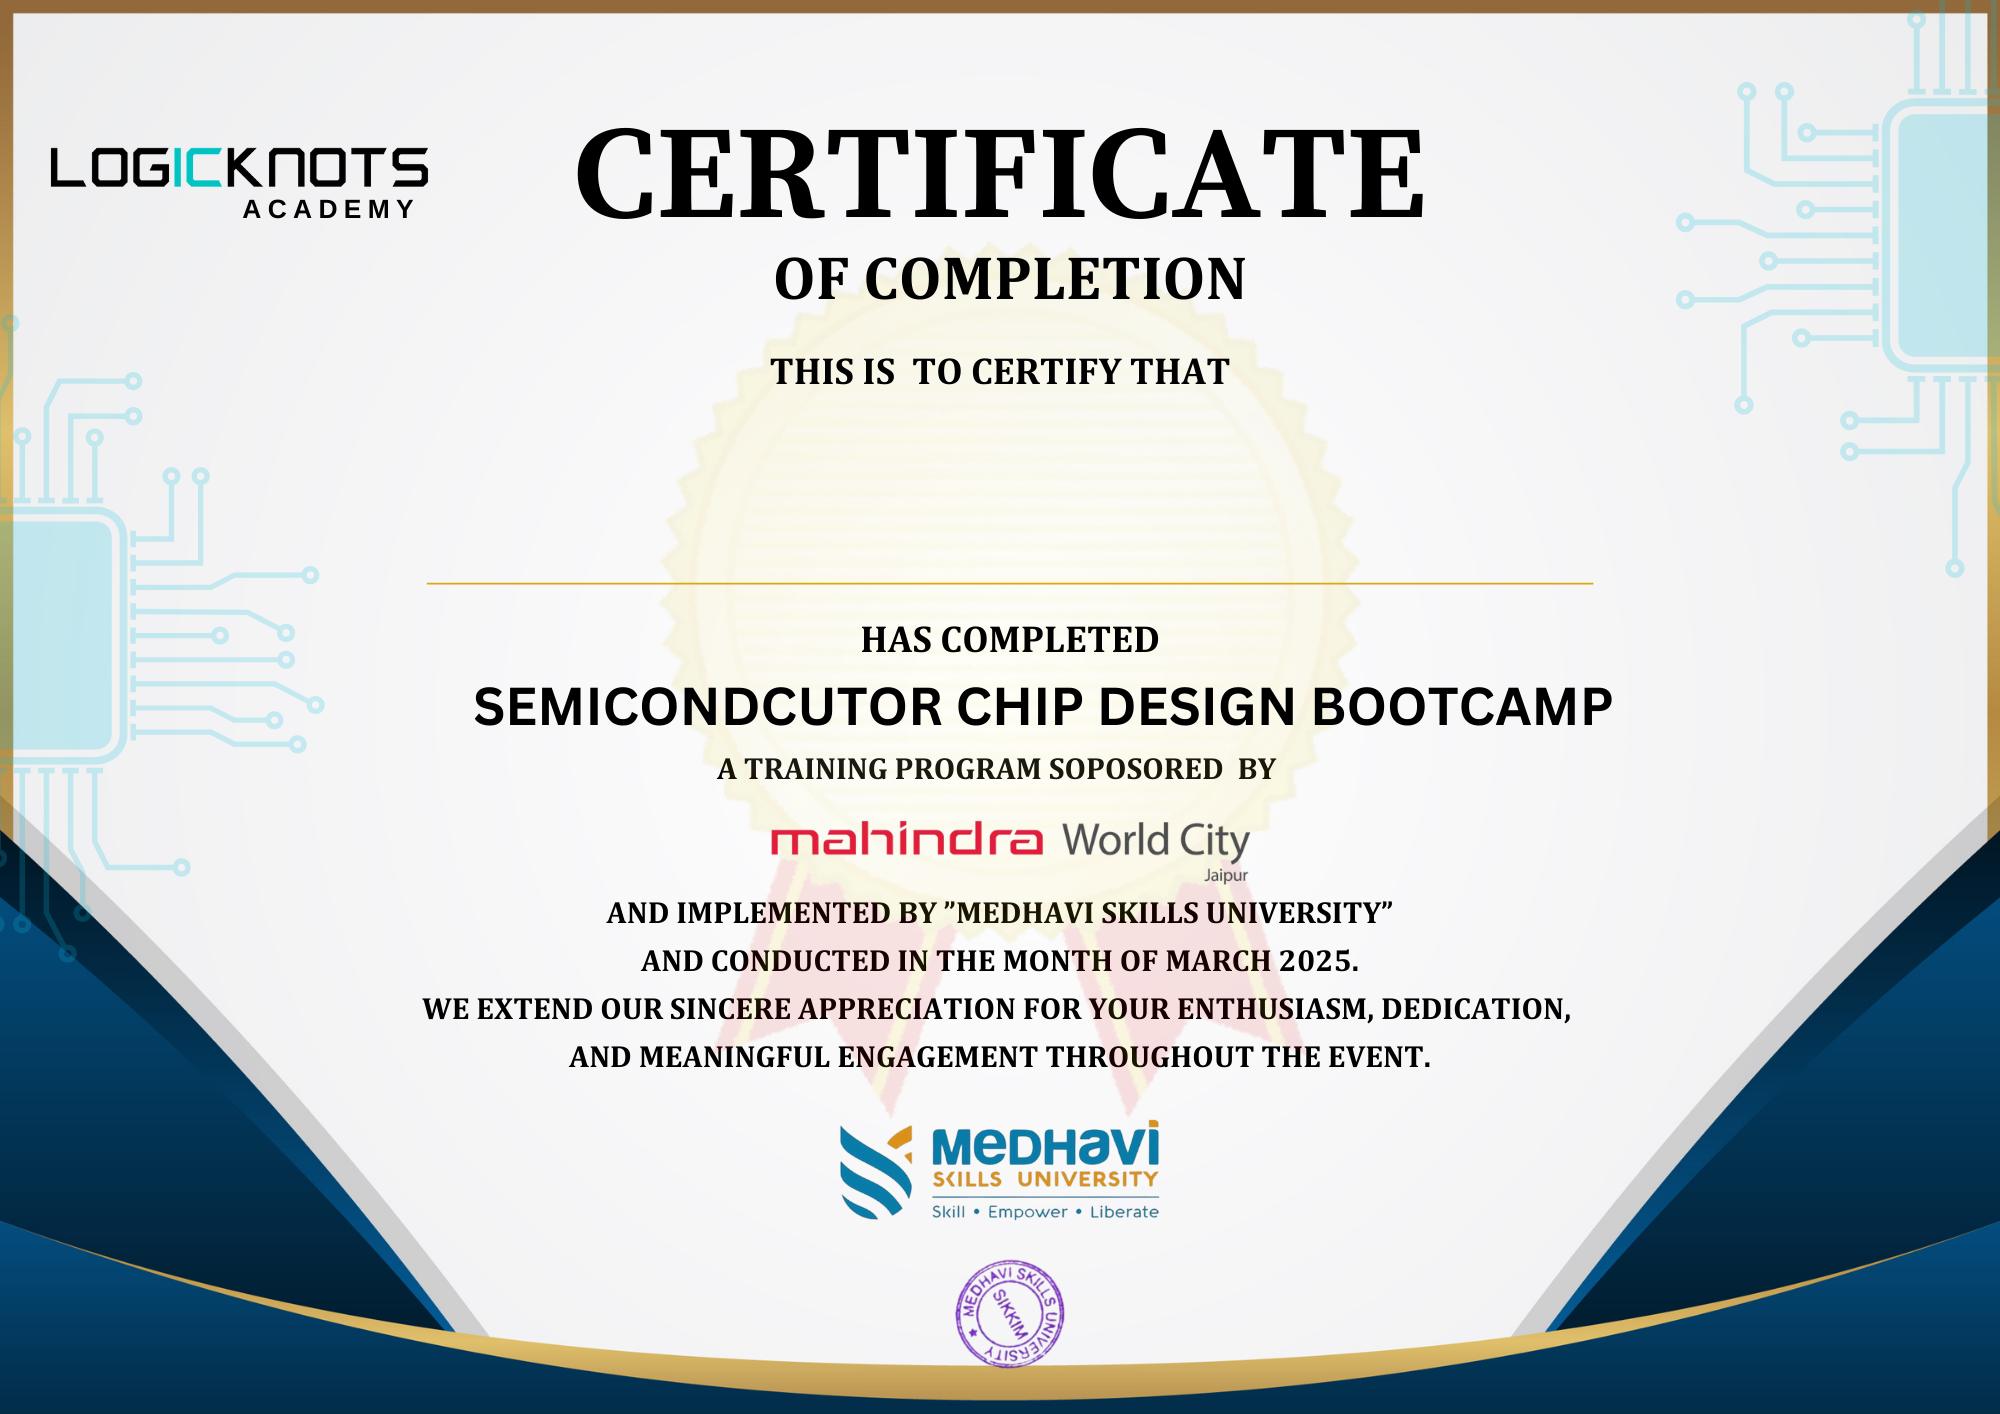 LOGICKNOTS
ACADEMY
CERTIFICATE
OF COMPLETION
THIS IS  TO CERTIFY THAT
HAS COMPLETED
SEMICONDCUTOR CHIP DESIGN BOOTCAMP
A TRAINING PROGRAM SOPOSORED  BY
mahindra World City
Jaipur
AND IMPLEMENTED BY ”MEDHAVI SKILLS UNIVERSITY”
AND CONDUCTED IN THE MONTH OF MARCH 2025.
WE EXTEND OUR SINCERE APPRECIATION FOR YOUR ENTHUSIASM, DEDICATION,
AND MEANINGFUL ENGAGEMENT THROUGHOUT THE EVENT.
MEDHAVI
SKILLS UNIVERSITY
Skill • Empower • Liberate
MEDHAVI SKILLS UNIVERSITY
SIKKIM